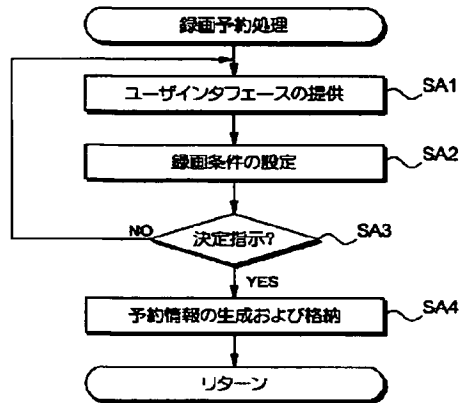 録画予約処理
ユーザインタフェースの提供
SA1
録画条件の設定
SA2
決定指示?
SA3
NO
YES
予約情報の生成および格納
SA4
リターン